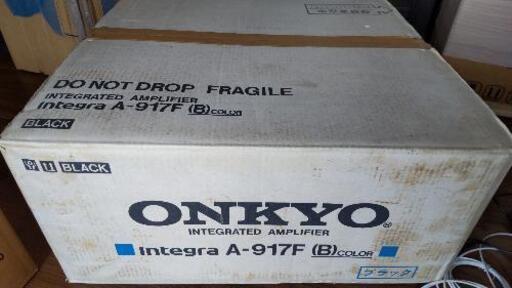 DO NOT DROP FRAGILE
INTEGRATED AMPLIFIER
integra A-917F (B) COLOR
BLACK
11 BLACK
ONKYO®
INTEGRATED AMPLIFIER
integra A-917F (B) COLOR
ブラック